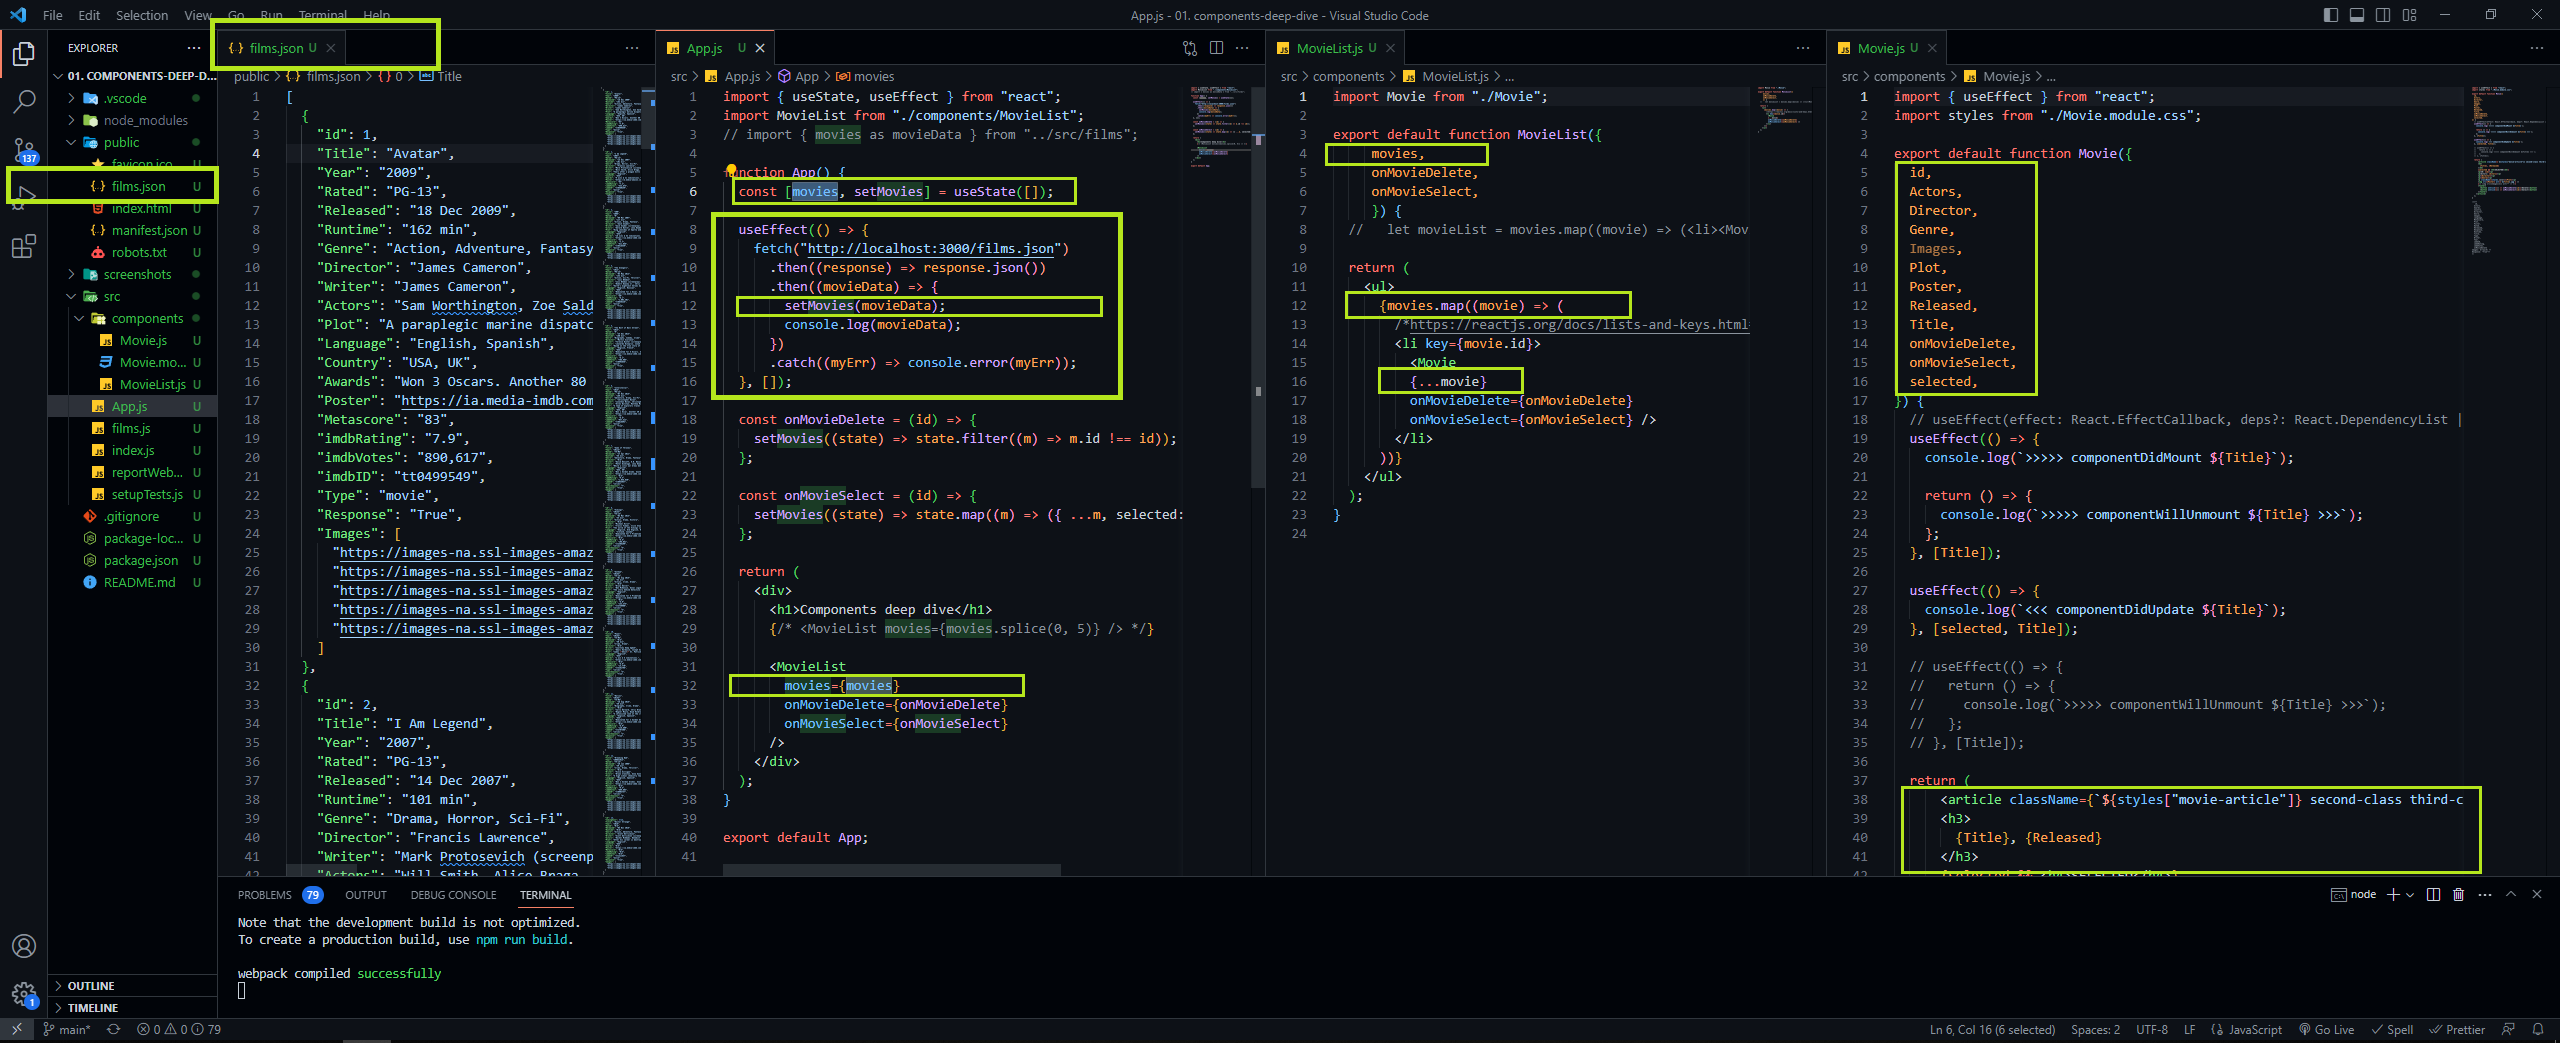 File Edit Selection View Go Run Terminal Help
App.js - 01. components-deep-dive - Visual Studio Code
EXPLORER
01. COMPONENTS-DEEP-D...
.vscode
node_modules
public
favicon.ico U
films.json U
index.html U
manifest.json U
robots.txt U
screenshots
src
components
Movie.js U
Movie.mo... U
MovieList.js U
App.js U
films.js U
index.js U
reportWeb... U
setupTests.js U
.gitignore U
package-loc... U
package.json U
README.md U
OUTLINE
TIMELINE
137
1
films.json U
public > films.json > { } 0 > Title
1 [
2 {
3 "id": 1,
4 "Title": "Avatar",
5 "Year": "2009",
6 "Rated": "PG-13",
7 "Released": "18 Dec 2009",
8 "Runtime": "162 min",
9 "Genre": "Action, Adventure, Fantasy
10 "Director": "James Cameron",
11 "Writer": "James Cameron",
12 "Actors": "Sam Worthington, Zoe Sald
13 "Plot": "A paraplegic marine dispatc
14 "Language": "English, Spanish",
15 "Country": "USA, UK",
16 "Awards": "Won 3 Oscars. Another 80
17 "Poster": "https://ia.media-imdb.com
18 "Metascore": "83",
19 "imdbRating": "7.9",
20 "imdbVotes": "890,617",
21 "imdbID": "tt0499549",
22 "Type": "movie",
23 "Response": "True",
24 "Images": [
25 "https://images-na.ssl-images-amaz
26 "https://images-na.ssl-images-amaz
27 "https://images-na.ssl-images-amaz
28 "https://images-na.ssl-images-amaz
29 "https://images-na.ssl-images-amaz
30 ]
31 },
32 {
33 "id": 2,
34 "Title": "I Am Legend",
35 "Year": "2007",
36 "Rated": "PG-13",
37 "Released": "14 Dec 2007",
38 "Runtime": "101 min",
39 "Genre": "Drama, Horror, Sci-Fi",
40 "Director": "Francis Lawrence",
41 "Writer": "Mark Protosevich (screenp
42 "Actors": "Will Smith, Alice Braga,
App.js U
src > App.js > App > movies
1 import { useState, useEffect } from "react";
2 import MovieList from "./components/MovieList";
3 // import { movies as movieData } from "../src/films";
4
5 function App() {
6 const [movies, setMovies] = useState([]);
7
8 useEffect(() => {
9 fetch("http://localhost:3000/films.json")
10 .then((response) => response.json())
11 .then((movieData) => {
12 setMovies(movieData);
13 console.log(movieData);
14 })
15 .catch((myErr) => console.error(myErr));
16 }, []);
17
18 const onMovieDelete = (id) => {
19 setMovies((state) => state.filter((m) => m.id !== id));
20 };
21
22 const onMovieSelect = (id) => {
23 setMovies((state) => state.map((m) => ({ ...m, selected:
24 };
25
26 return (
27 <div>
28 <h1>Components deep dive</h1>
29 {/* <MovieList movies={movies.splice(0, 5)} /> */}
30
31 <MovieList
32 movies={movies}
33 onMovieDelete={onMovieDelete}
34 onMovieSelect={onMovieSelect}
35 />
36 </div>
37 );
38 }
39
40 export default App;
41
MovieList.js U
src > components > MovieList.js > ...
1 import Movie from "./Movie";
2
3 export default function MovieList({
4 movies,
5 onMovieDelete,
6 onMovieSelect,
7 }) {
8 // let movieList = movies.map((movie) => (<li><Mov
9
10 return (
11 <ul>
12 {movies.map((movie) => (
13 /*https://reactjs.org/docs/lists-and-keys.html
14 <li key={movie.id}>
15 <Movie
16 {...movie}
17 onMovieDelete={onMovieDelete}
18 onMovieSelect={onMovieSelect} />
19 </li>
20 ))}
21 </ul>
22 );
23 }
24
Movie.js U
src > components > Movie.js > ...
1 import { useEffect } from "react";
2 import styles from "./Movie.module.css";
3
4 export default function Movie({
5 id,
6 Actors,
7 Director,
8 Genre,
9 Images,
10 Plot,
11 Poster,
12 Released,
13 Title,
14 onMovieDelete,
15 onMovieSelect,
16 selected,
17 }) {
18 // useEffect(effect: React.EffectCallback, deps?: React.DependencyList |
19 useEffect(() => {
20 console.log(`>>>>> componentDidMount ${Title}`);
21
22 return () => {
23 console.log(`>>>>> componentWillUnmount ${Title} >>>`);
24 };
25 }, [Title]);
26
27 useEffect(() => {
28 console.log(`<<< componentDidUpdate ${Title}`);
29 }, [selected, Title]);
30
31 // useEffect(() => {
32 // return () => {
33 // console.log(`>>>>> componentWillUnmount ${Title} >>>`);
34 // };
35 // }, [Title]);
36
37 return (
38 <article className={`${styles["movie-article"]} second-class third-c
39 <h3>
40 {Title}, {Released}
41 </h3>
42
PROBLEMS 79 OUTPUT DEBUG CONSOLE TERMINAL
node
Note that the development build is not optimized.
To create a production build, use npm run build.
webpack compiled successfully
main* 0 0 79
Ln 6, Col 16 (6 selected) Spaces: 2 UTF-8 LF JavaScript Go Live Spell Prettier